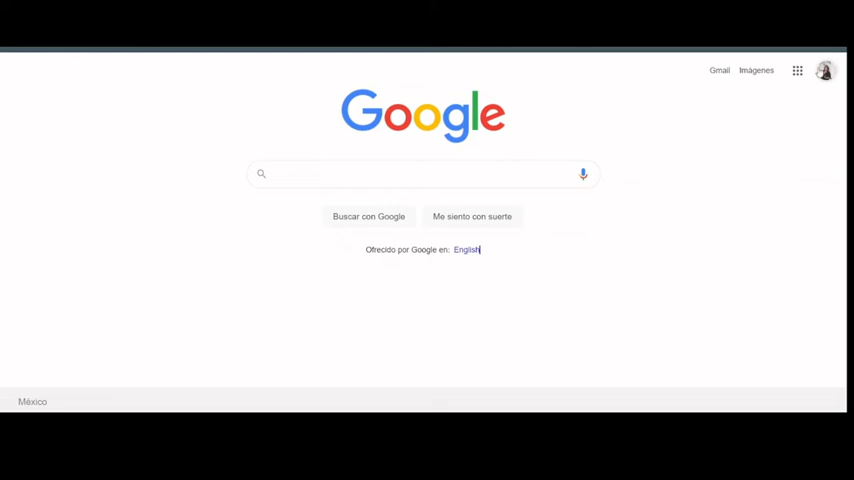 Gmail Imágenes
Google
Buscar con Google Me siento con suerte
Ofrecido por Google en: English
México